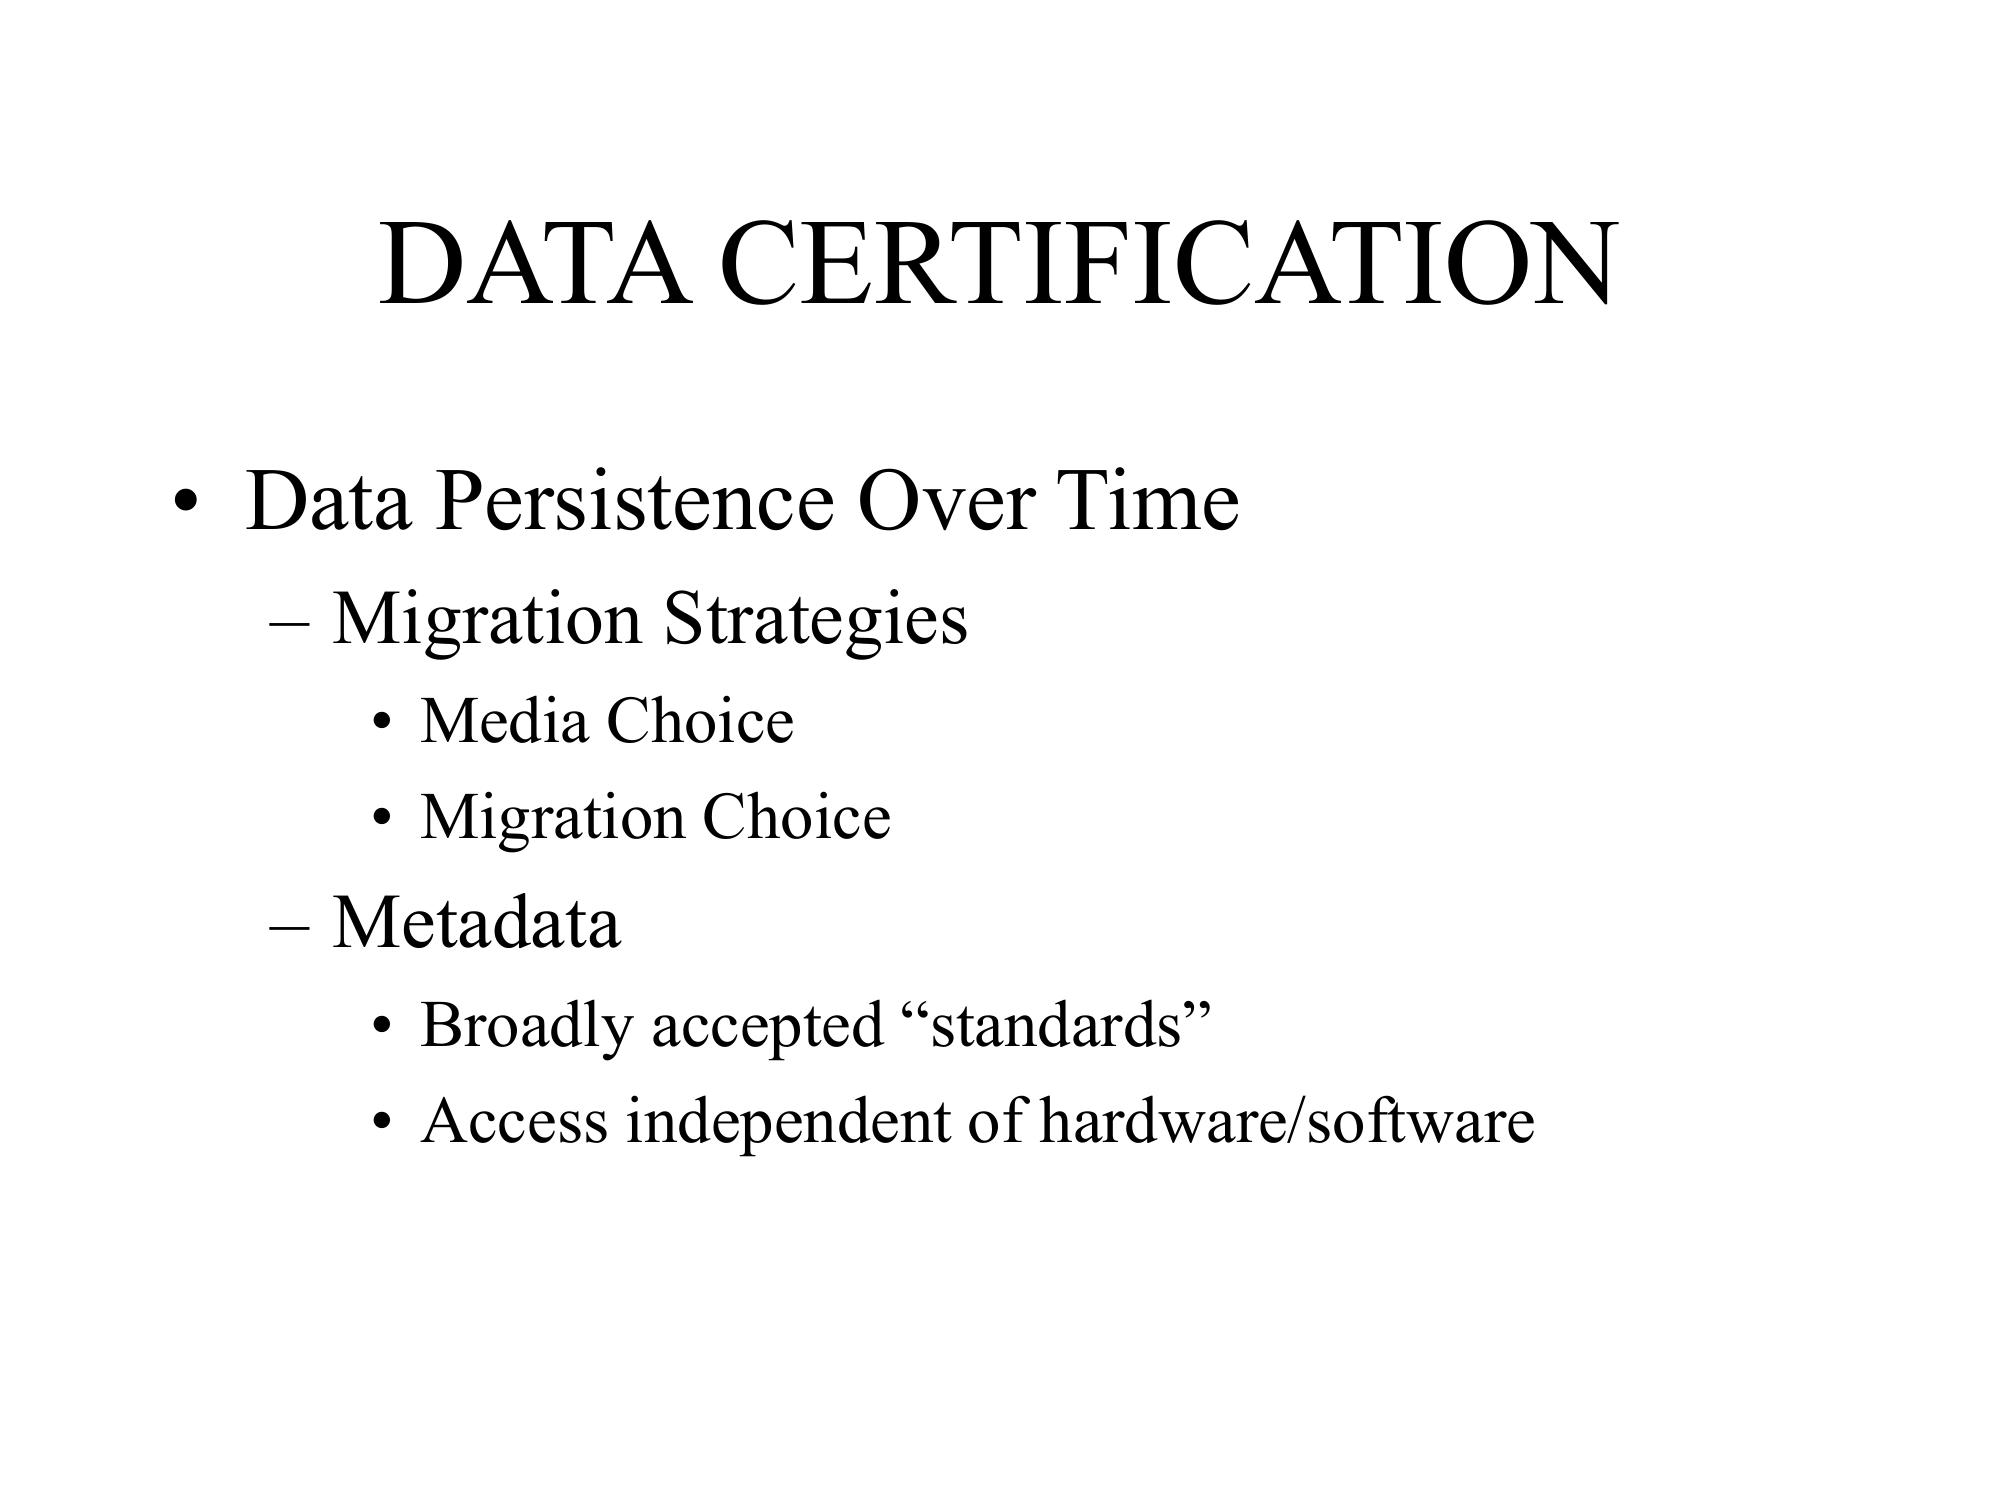 DATA CERTIFICATION
• Data Persistence Over Time
– Migration Strategies
• Media Choice
• Migration Choice
– Metadata
• Broadly accepted “standards”
• Access independent of hardware/software